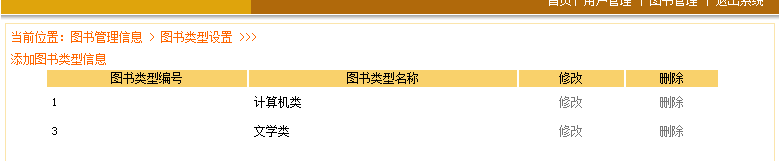 首页 | 用户管理 | 图书管理 | 退出系统
当前位置：图书管理信息 > 图书类型设置 >>>
添加图书类型信息
图书类型编号 图书类型名称 修改 删除
1 计算机类 修改 删除
3 文学类 修改 删除